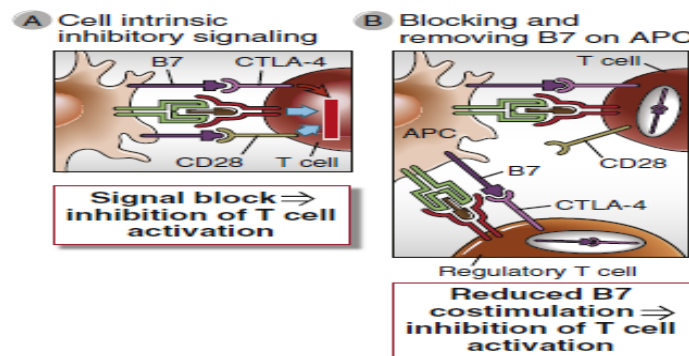 A Cell intrinsic
inhibitory signaling
B7 CTLA-4
CD28 T cell
Signal block ⇒
inhibition of T cell
activation
B Blocking and
removing B7 on APC
T cell
APC
CD28
B7
CTLA-4
Regulatory T cell
Reduced B7
costimulation ⇒
inhibition of T cell
activation